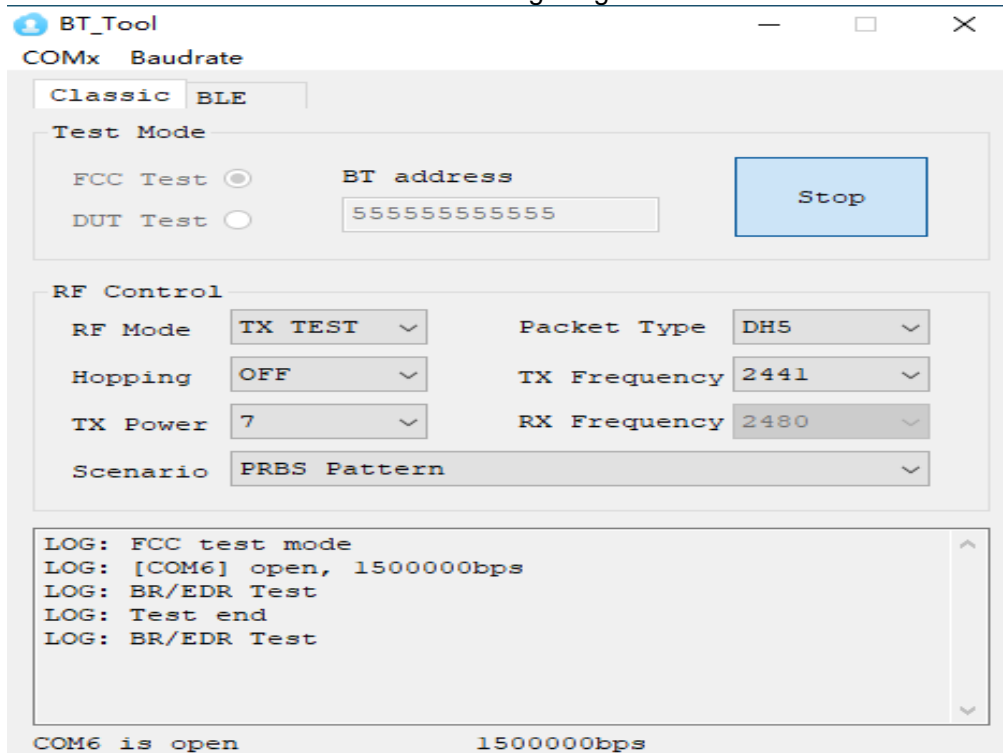 BT_Tool
COMx Baudrate
Classic BLE
Test Mode
FCC Test BT address
Stop
555555555555
DUT Test
RF Control
RF Mode TX TEST Packet Type DH5
Hopping OFF TX Frequency 2441
TX Power 7 RX Frequency 2480
Scenario PRBS Pattern
LOG: FCC test mode
LOG: [COM6] open, 1500000bps
LOG: BR/EDR Test
LOG: Test end
LOG: BR/EDR Test
COM6 is open 1500000bps